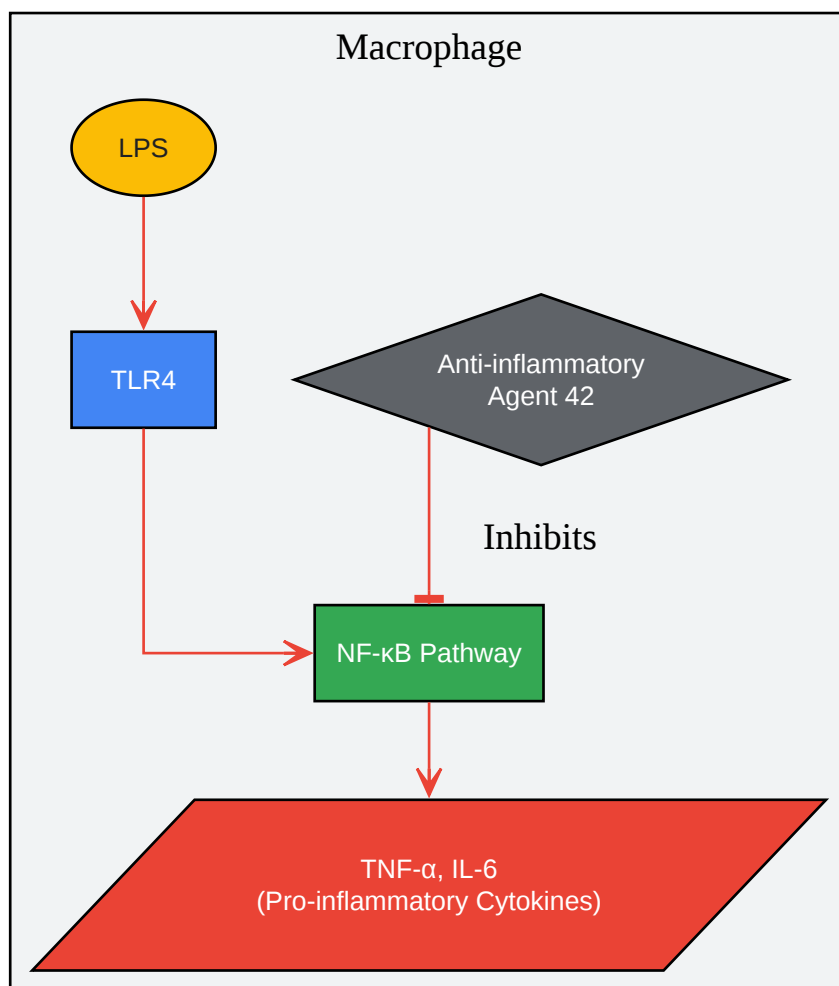 Macrophage
LPS
TLR4
Anti-inflammatory
Agent 42
Inhibits
NF-κB Pathway
TNF-α, IL-6
(Pro-inflammatory Cytokines)